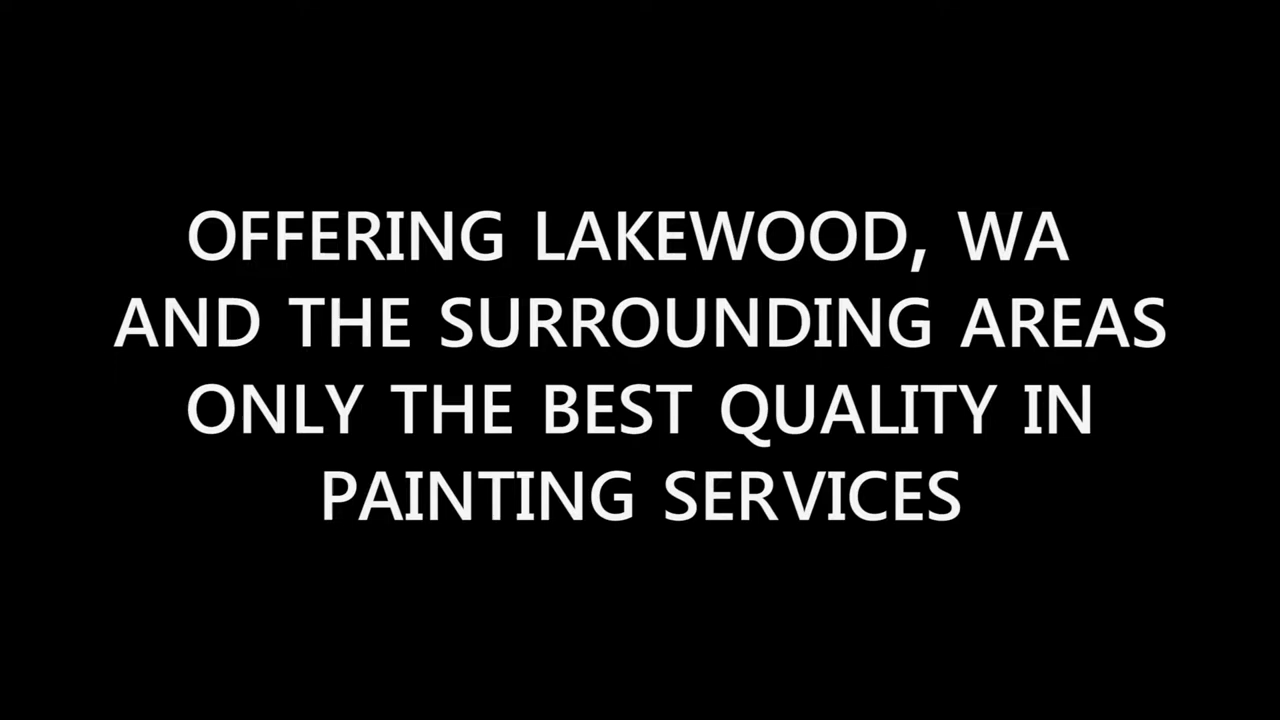 OFFERING LAKEWOOD, WA
AND THE SURROUNDING AREAS
ONLY THE BEST QUALITY IN
PAINTING SERVICES